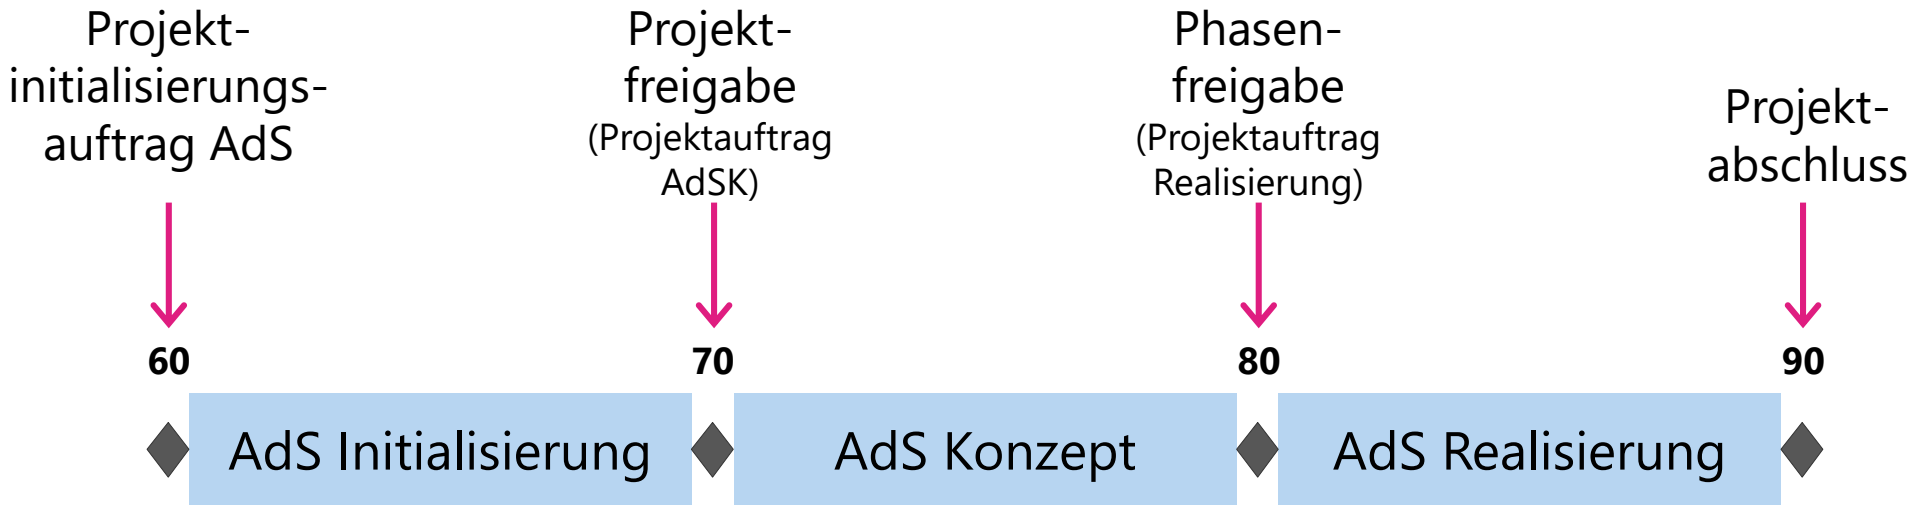 Projekt-
initialisierungs-
auftrag AdS
Projekt-
freigabe
(Projektauftrag
AdSK)
Phasen-
freigabe
(Projektauftrag
Realisierung)
Projekt-
abschluss
60
70
80
90
AdS Initialisierung
AdS Konzept
AdS Realisierung